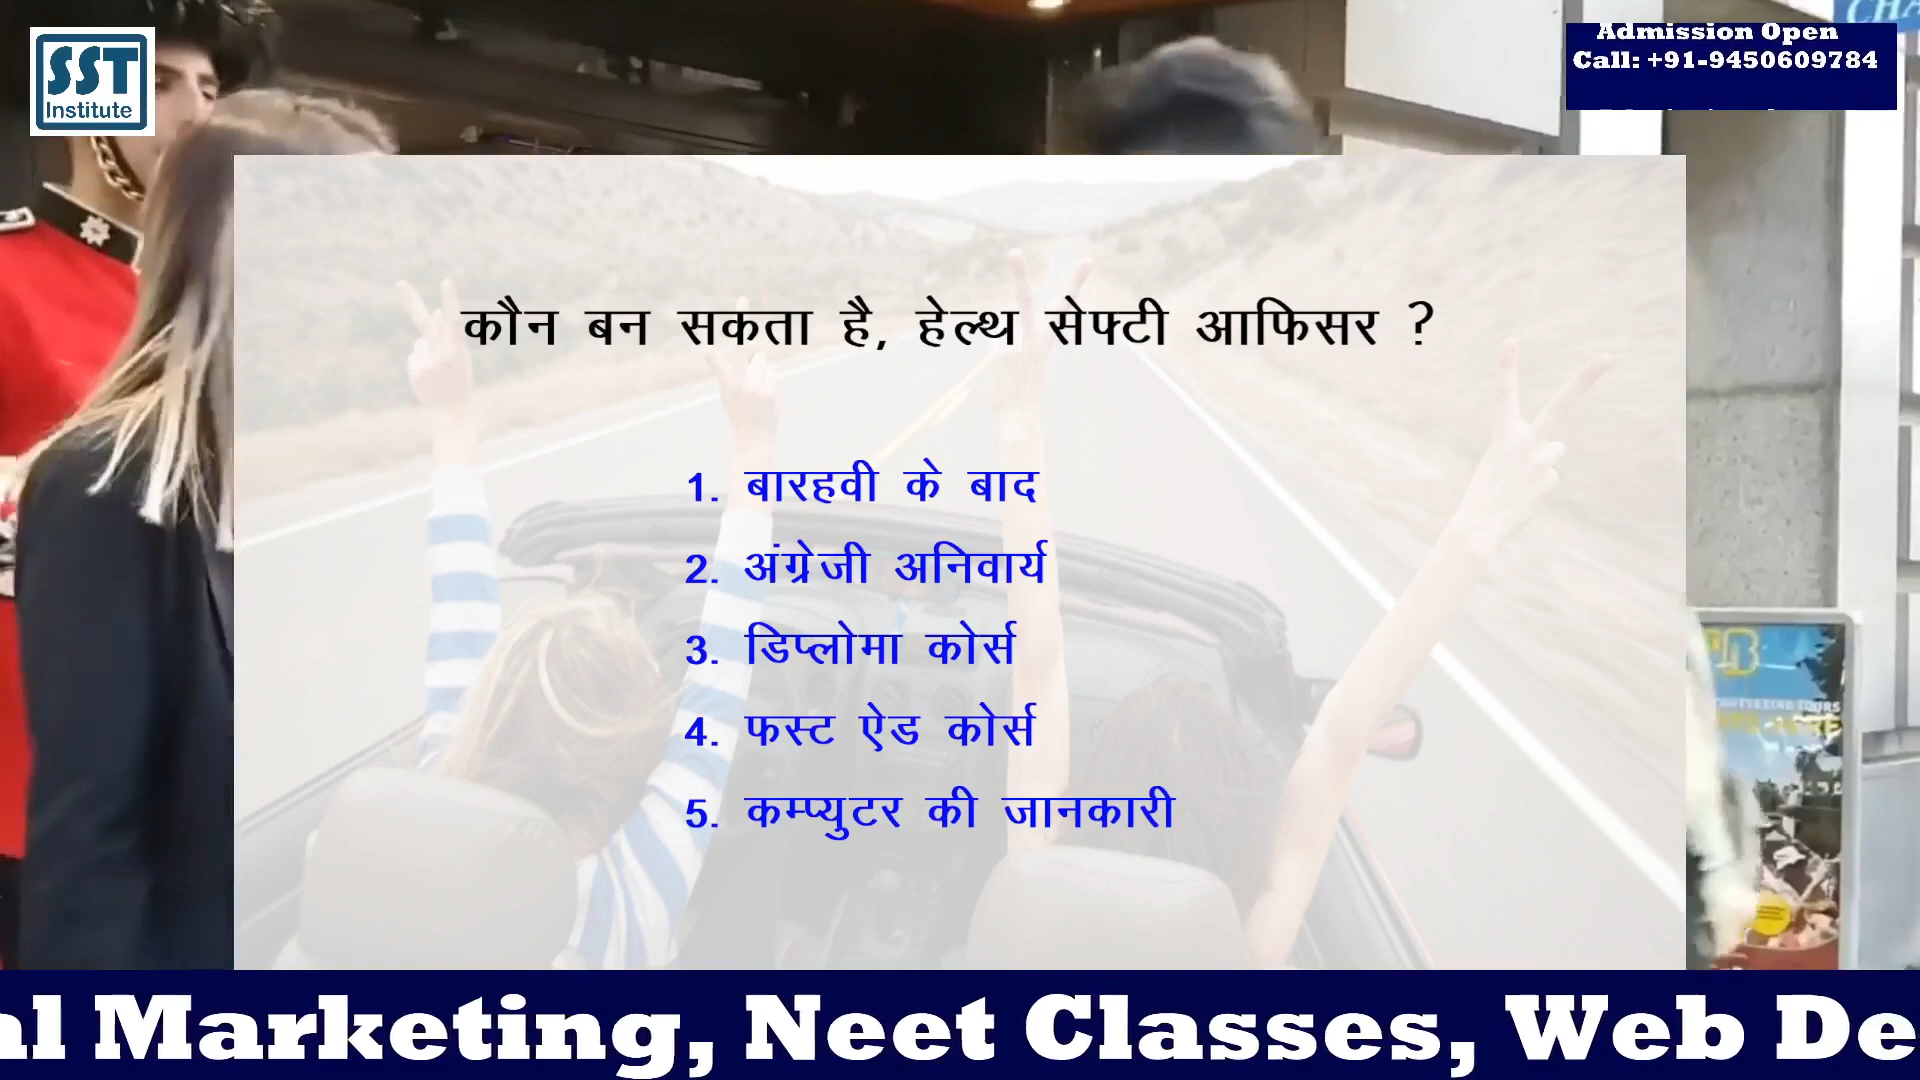 SST
Institute
Admission Open
Call: +91-9450609784
कौन बन सकता है, हेल्थ सेफ्टी आफिसर ?
1. बारहवी के बाद
2. अंग्रेजी अनिवार्य
3. डिप्लोमा कोर्स
4. फस्ट ऐड कोर्स
5. कम्प्युटर की जानकारी
Marketing, Neet Classes, Web